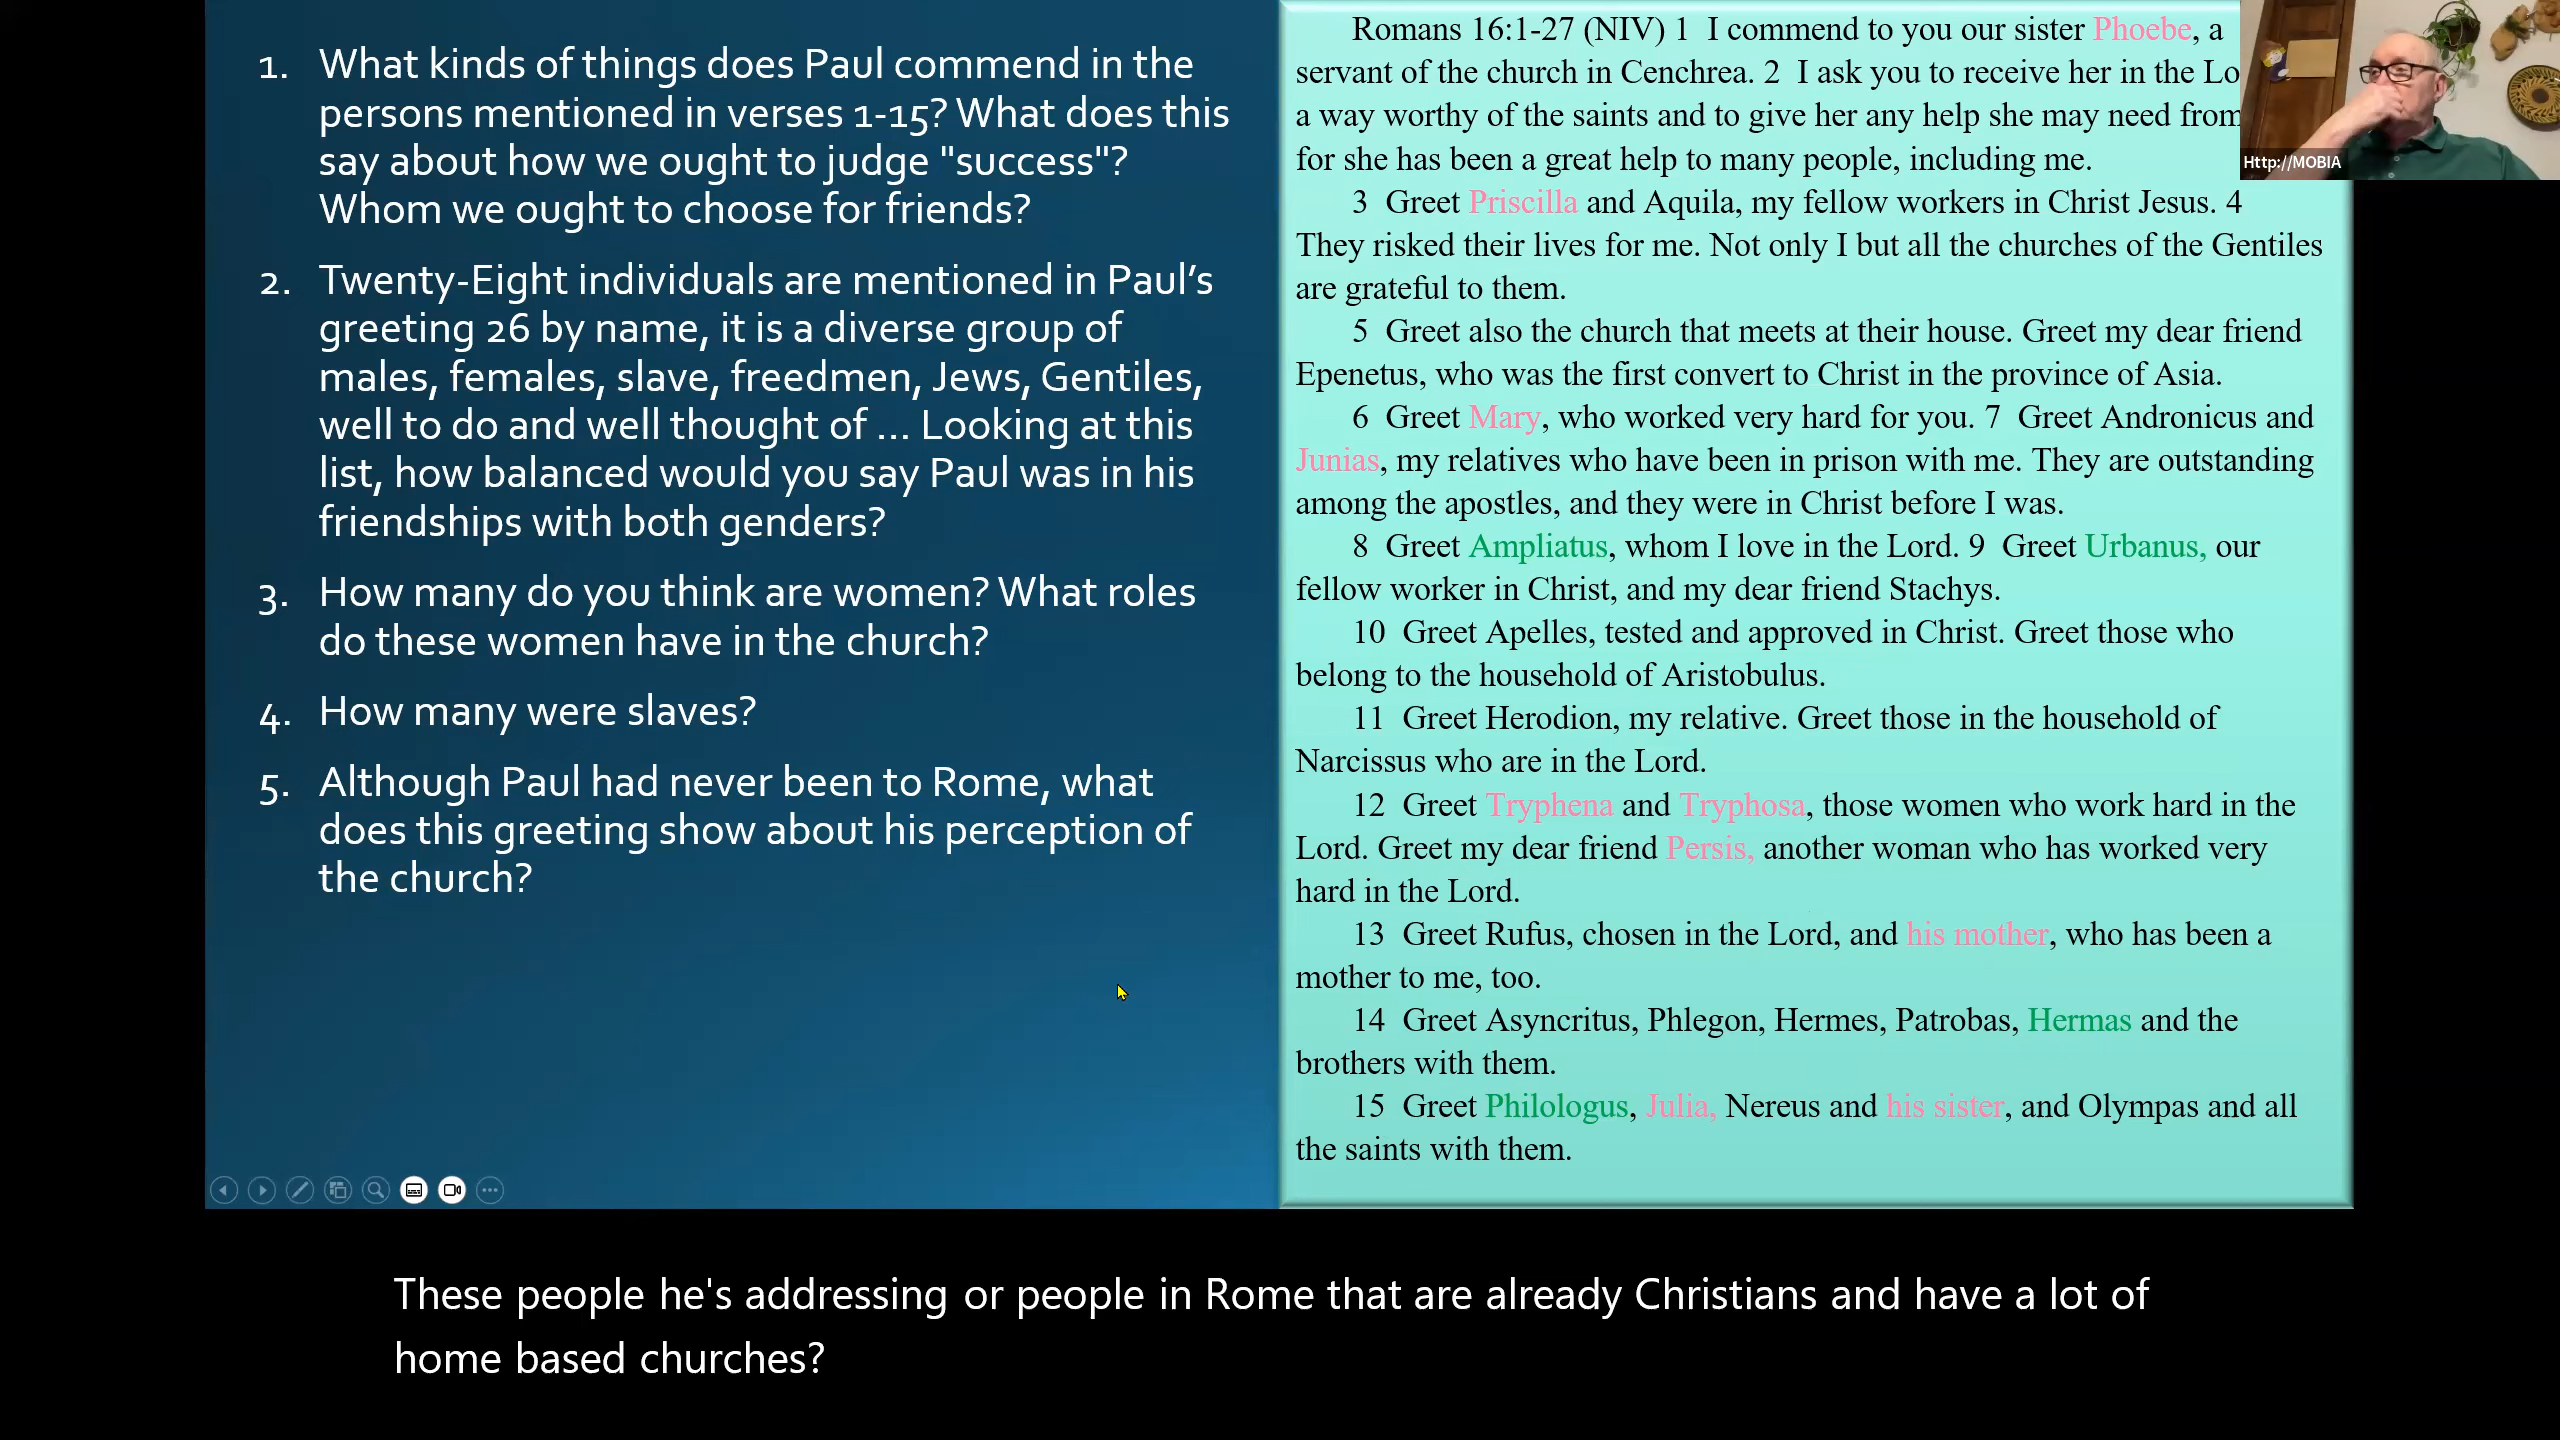 1. What kinds of things does Paul commend in the
persons mentioned in verses 1-15? What does this
say about how we ought to judge "success"?
Whom we ought to choose for friends?
2. Twenty-Eight individuals are mentioned in Paul’s
greeting 26 by name, it is a diverse group of
males, females, slave, freedmen, Jews, Gentiles,
well to do and well thought of ... Looking at this
list, how balanced would you say Paul was in his
friendships with both genders?
3. How many do you think are women? What roles
do these women have in the church?
4. How many were slaves?
5. Although Paul had never been to Rome, what
does this greeting show about his perception of
the church?
Romans 16:1-27 (NIV) 1 I commend to you our sister Phoebe, a
servant of the church in Cenchrea. 2 I ask you to receive her in the Lo
a way worthy of the saints and to give her any help she may need from
for she has been a great help to many people, including me.
3 Greet Priscilla and Aquila, my fellow workers in Christ Jesus. 4
They risked their lives for me. Not only I but all the churches of the Gentiles
are grateful to them.
5 Greet also the church that meets at their house. Greet my dear friend
Epenetus, who was the first convert to Christ in the province of Asia.
6 Greet Mary, who worked very hard for you. 7 Greet Andronicus and
Junias, my relatives who have been in prison with me. They are outstanding
among the apostles, and they were in Christ before I was.
8 Greet Ampliatus, whom I love in the Lord. 9 Greet Urbanus, our
fellow worker in Christ, and my dear friend Stachys.
10 Greet Apelles, tested and approved in Christ. Greet those who
belong to the household of Aristobulus.
11 Greet Herodion, my relative. Greet those in the household of
Narcissus who are in the Lord.
12 Greet Tryphena and Tryphosa, those women who work hard in the
Lord. Greet my dear friend Persis, another woman who has worked very
hard in the Lord.
13 Greet Rufus, chosen in the Lord, and his mother, who has been a
mother to me, too.
14 Greet Asyncritus, Phlegon, Hermes, Patrobas, Hermas and the
brothers with them.
15 Greet Philologus, Julia, Nereus and his sister, and Olympas and all
the saints with them.
Http://MOBIA
These people he's addressing or people in Rome that are already Christians and have a lot of
home based churches?